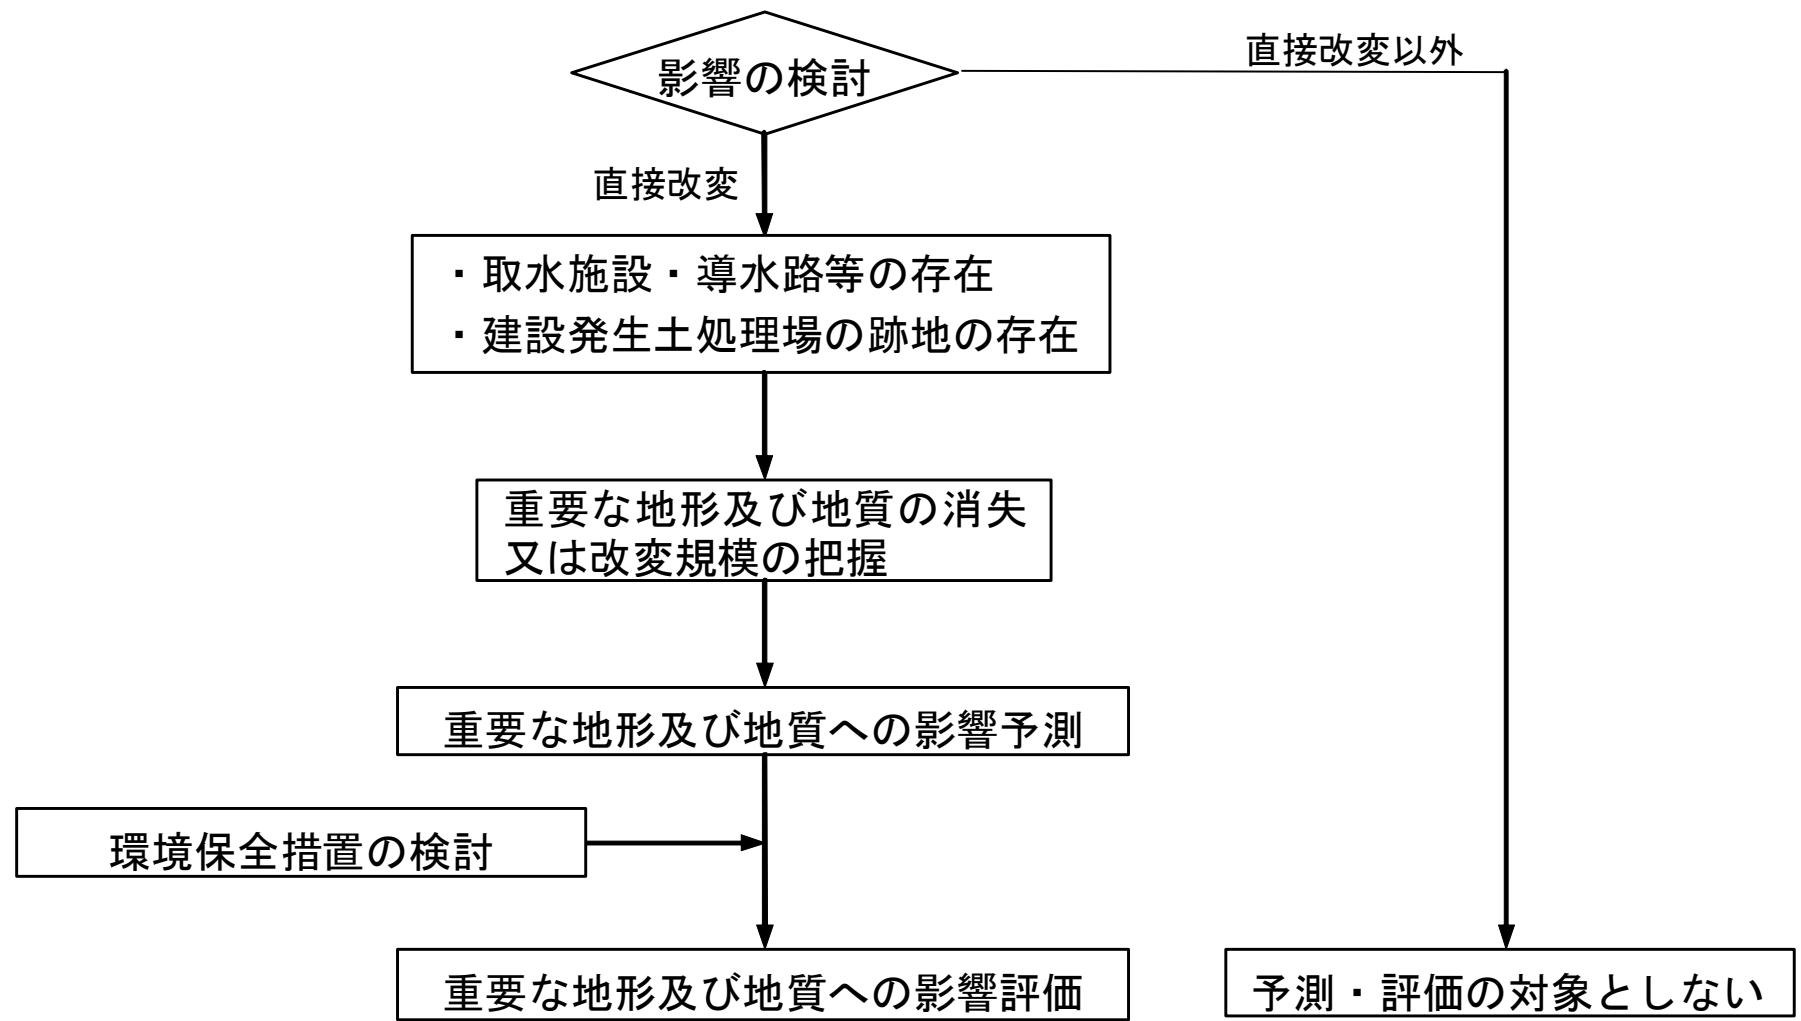 影響の検討
直接改変以外
直接改変
・取水施設・導水路等の存在
・建設発生土処理場の跡地の存在
重要な地形及び地質の消失
又は改変規模の把握
重要な地形及び地質への影響予測
環境保全措置の検討
重要な地形及び地質への影響評価
予測・評価の対象としない